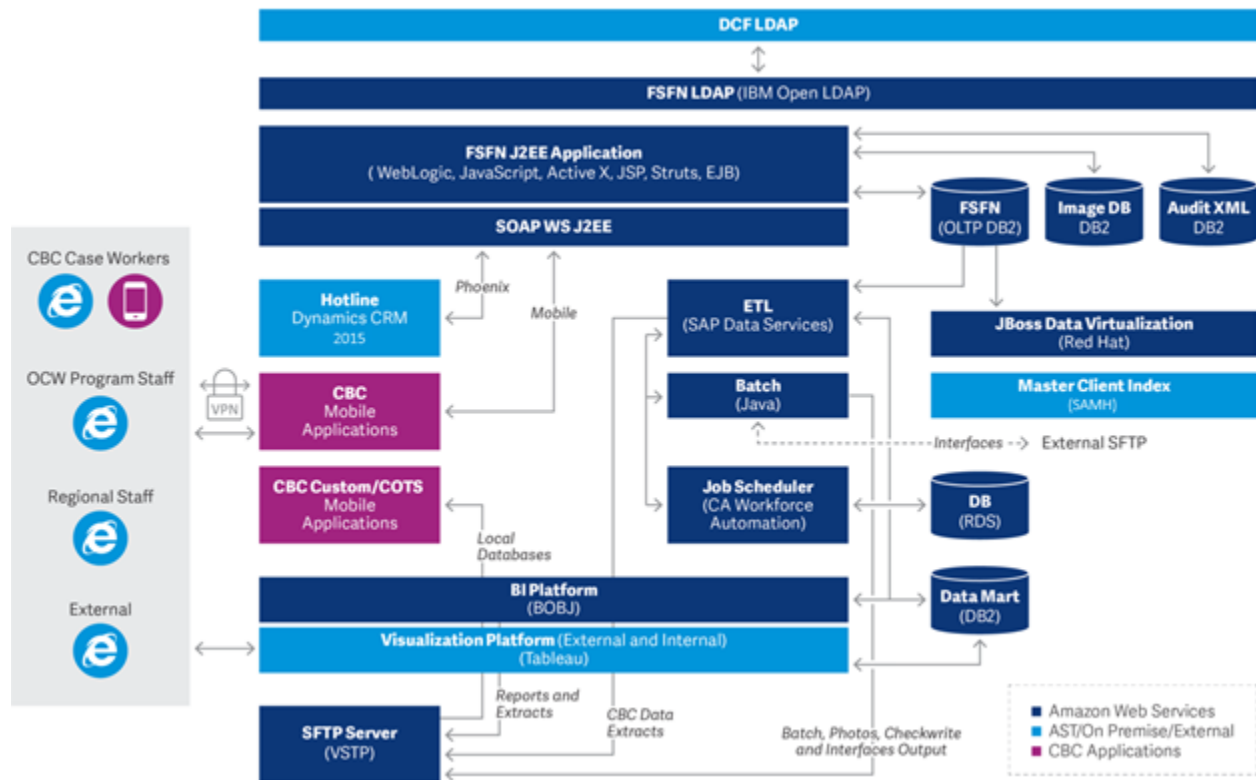 DCF LDAP
FSFN LDAP (IBM Open LDAP)
FSFN J2EE Application
( WebLogic, JavaScript, Active X, JSP, Struts, EJB)
SOAP WS J2EE
FSFN
(OLTP DB2)
Image DB
DB2
Audit XML
DB2
CBC Case Workers
OCW Program Staff
Regional Staff
External
VPN
Hotline
Dynamics CRM
2015
Phoenix
Mobile
CBC
Mobile
Applications
CBC Custom/COTS
Mobile
Applications
Local
Databases
ETL
(SAP Data Services)
Batch
(Java)
Job Scheduler
(CA Workforce
Automation)
JBoss Data Virtualization
(Red Hat)
Master Client Index
(SAMH)
Interfaces
External SFTP
DB
(RDS)
Data Mart
(DB2)
BI Platform
(BOBJ)
Visualization Platform (External and Internal)
(Tableau)
SFTP Server
(VSTP)
Reports and
Extracts
CBC Data
Extracts
Batch, Photos, Checkwrite
and Interfaces Output
Amazon Web Services
AST/On Premise/External
CBC Applications